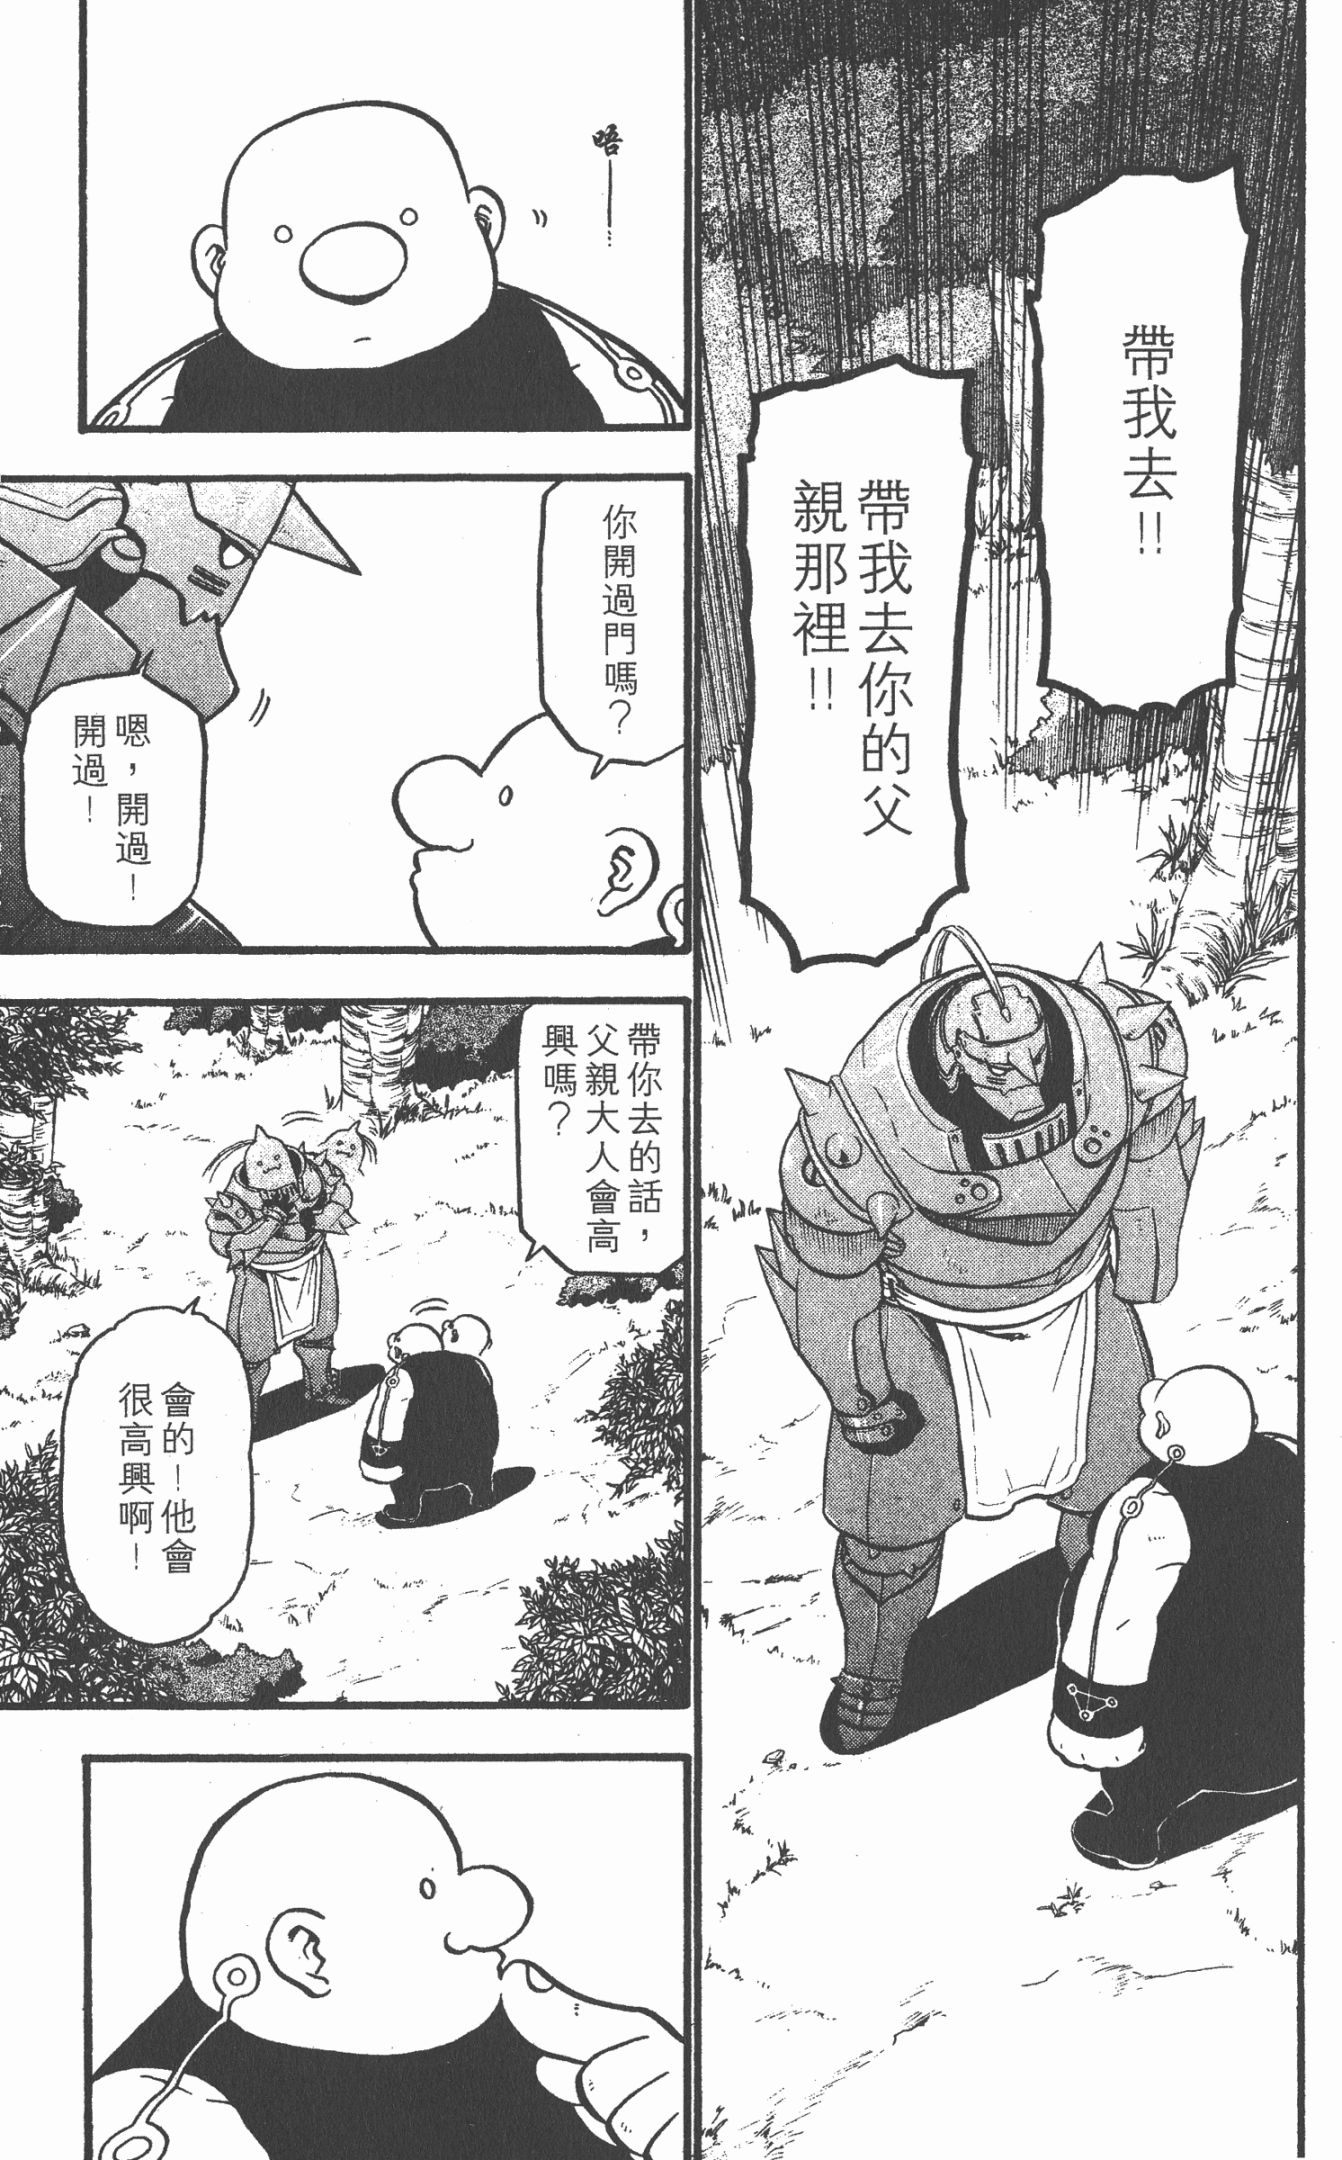 帶我去!!
帶我去你的父
親那裡!!
唔——…
你開過門嗎?
嗯,開過!
開過!
帶你去的話,
父親大人會高
興嗎?
會的!他會
很高興啊!